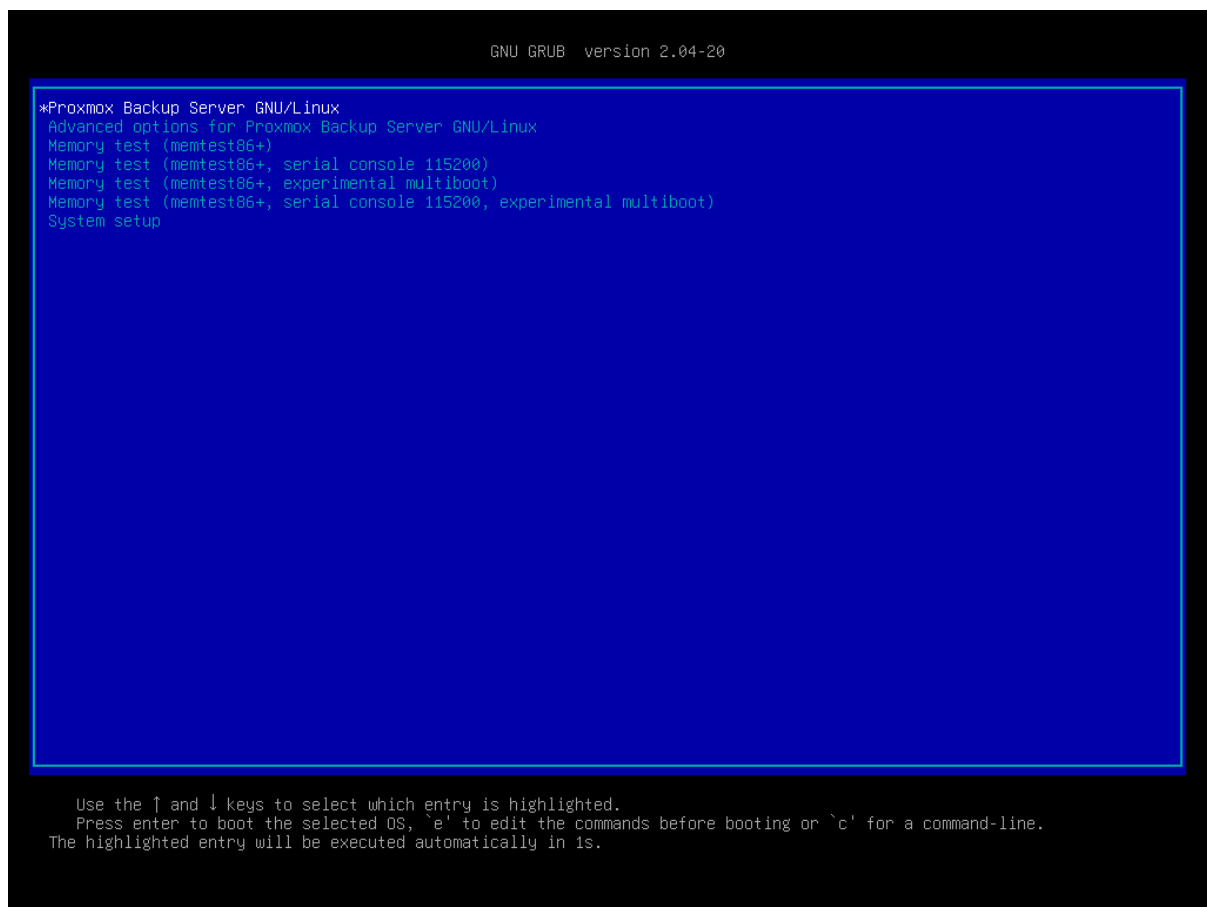 GNU GRUB  version 2.04-20
*Proxmox Backup Server GNU/Linux
Advanced options for Proxmox Backup Server GNU/Linux
Memory test (memtest86+)
Memory test (memtest86+, serial console 115200)
Memory test (memtest86+, experimental multiboot)
Memory test (memtest86+, serial console 115200, experimental multiboot)
System setup
Use the ↑ and ↓ keys to select which entry is highlighted.
Press enter to boot the selected OS, `e' to edit the commands before booting or `c' for a command-line.
The highlighted entry will be executed automatically in 1s.